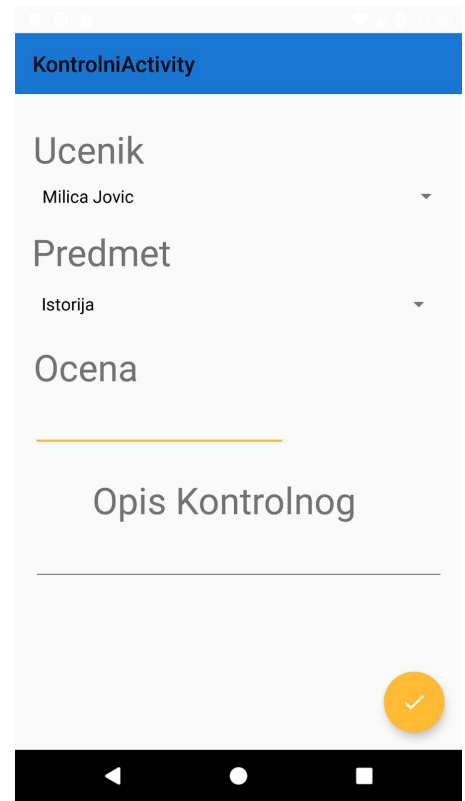 KontrolniActivity
Ucenik
Milica Jovic
Predmet
Istorija
Ocena
Opis Kontrolnog